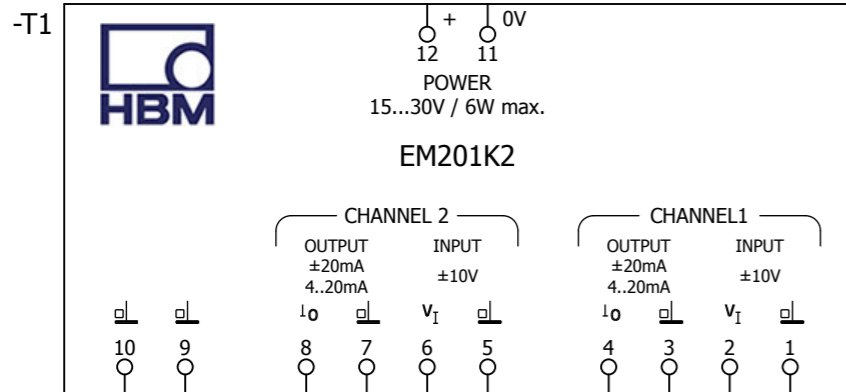 -T1
HBM
+ 0V
12 11
POWER
15...30V / 6W max.
EM201K2
CHANNEL 2 CHANNEL1
OUTPUT INPUT OUTPUT INPUT
±20mA ±10V ±20mA ±10V
4..20mA 4..20mA
IO VI IO VI
10 9 8 7 6 5 4 3 2 1